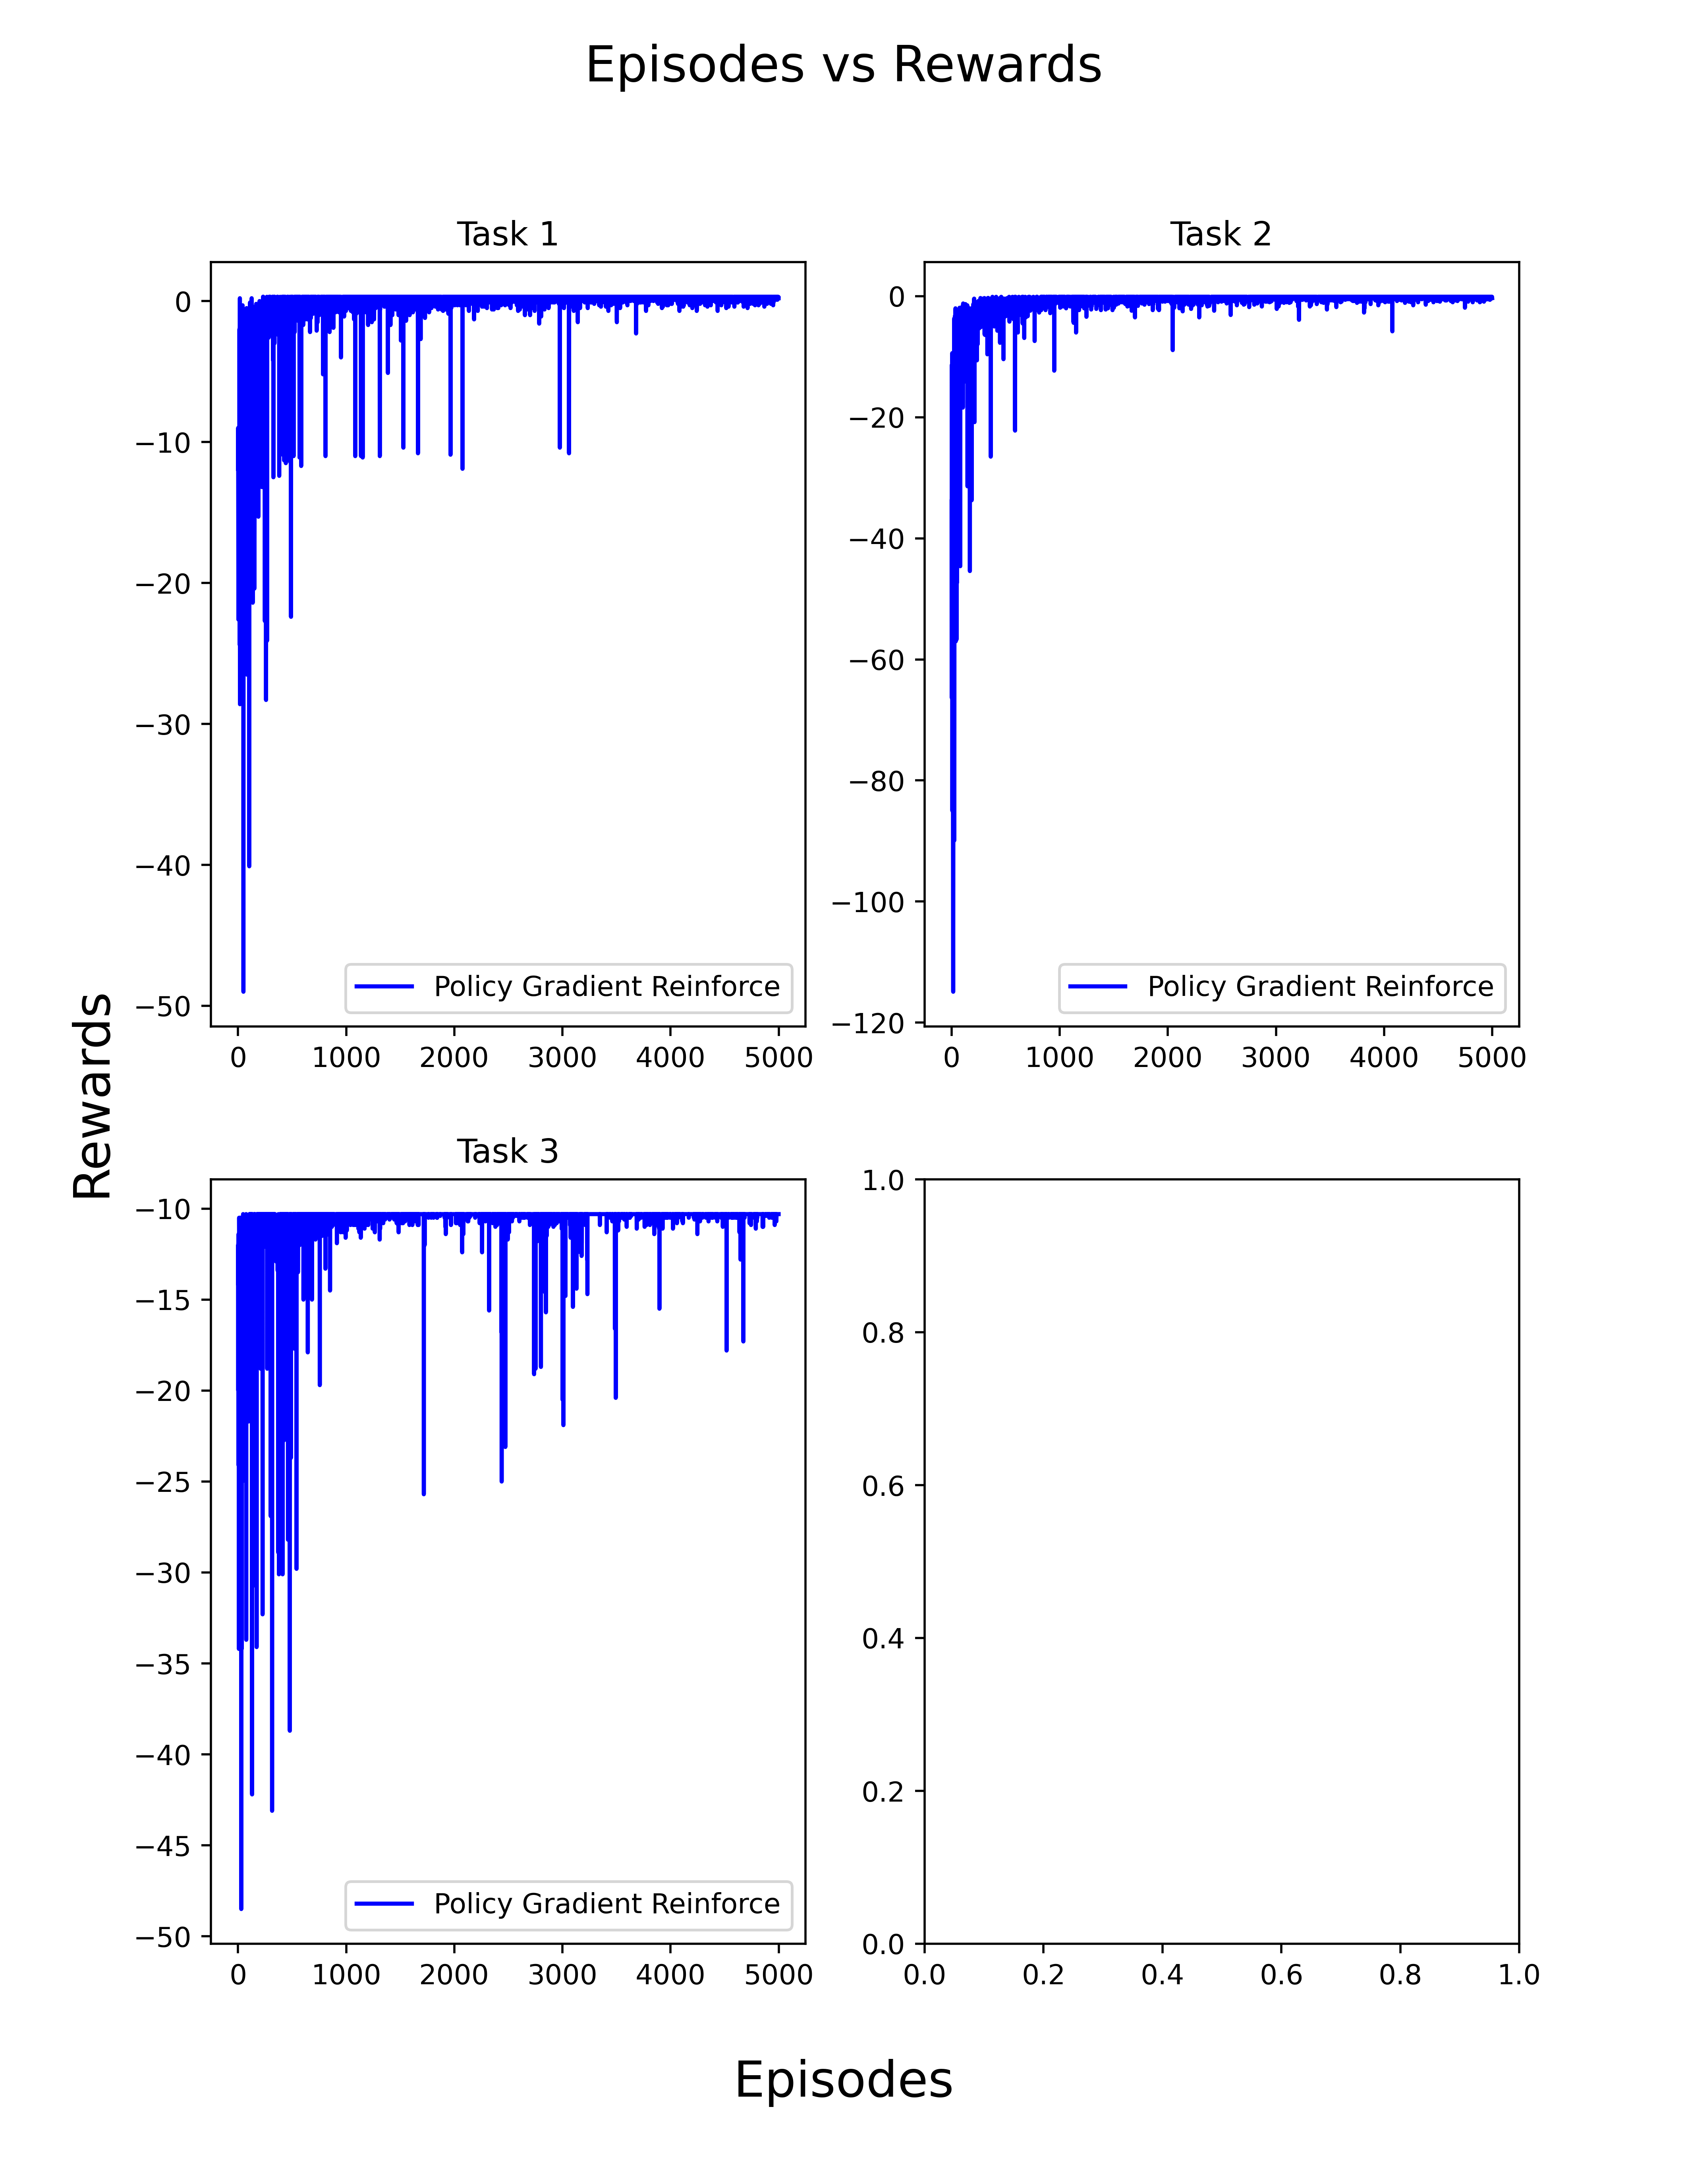 Episodes vs Rewards
Task 1
0
−10
−20
−30
−40
−50
0 1000 2000 3000 4000 5000
Policy Gradient Reinforce
Task 2
0
−20
−40
−60
−80
−100
−120
0 1000 2000 3000 4000 5000
Policy Gradient Reinforce
Rewards
Task 3
−10
−15
−20
−25
−30
−35
−40
−45
−50
0 1000 2000 3000 4000 5000
Policy Gradient Reinforce
1.0
0.8
0.6
0.4
0.2
0.0
0.0 0.2 0.4 0.6 0.8 1.0
Episodes